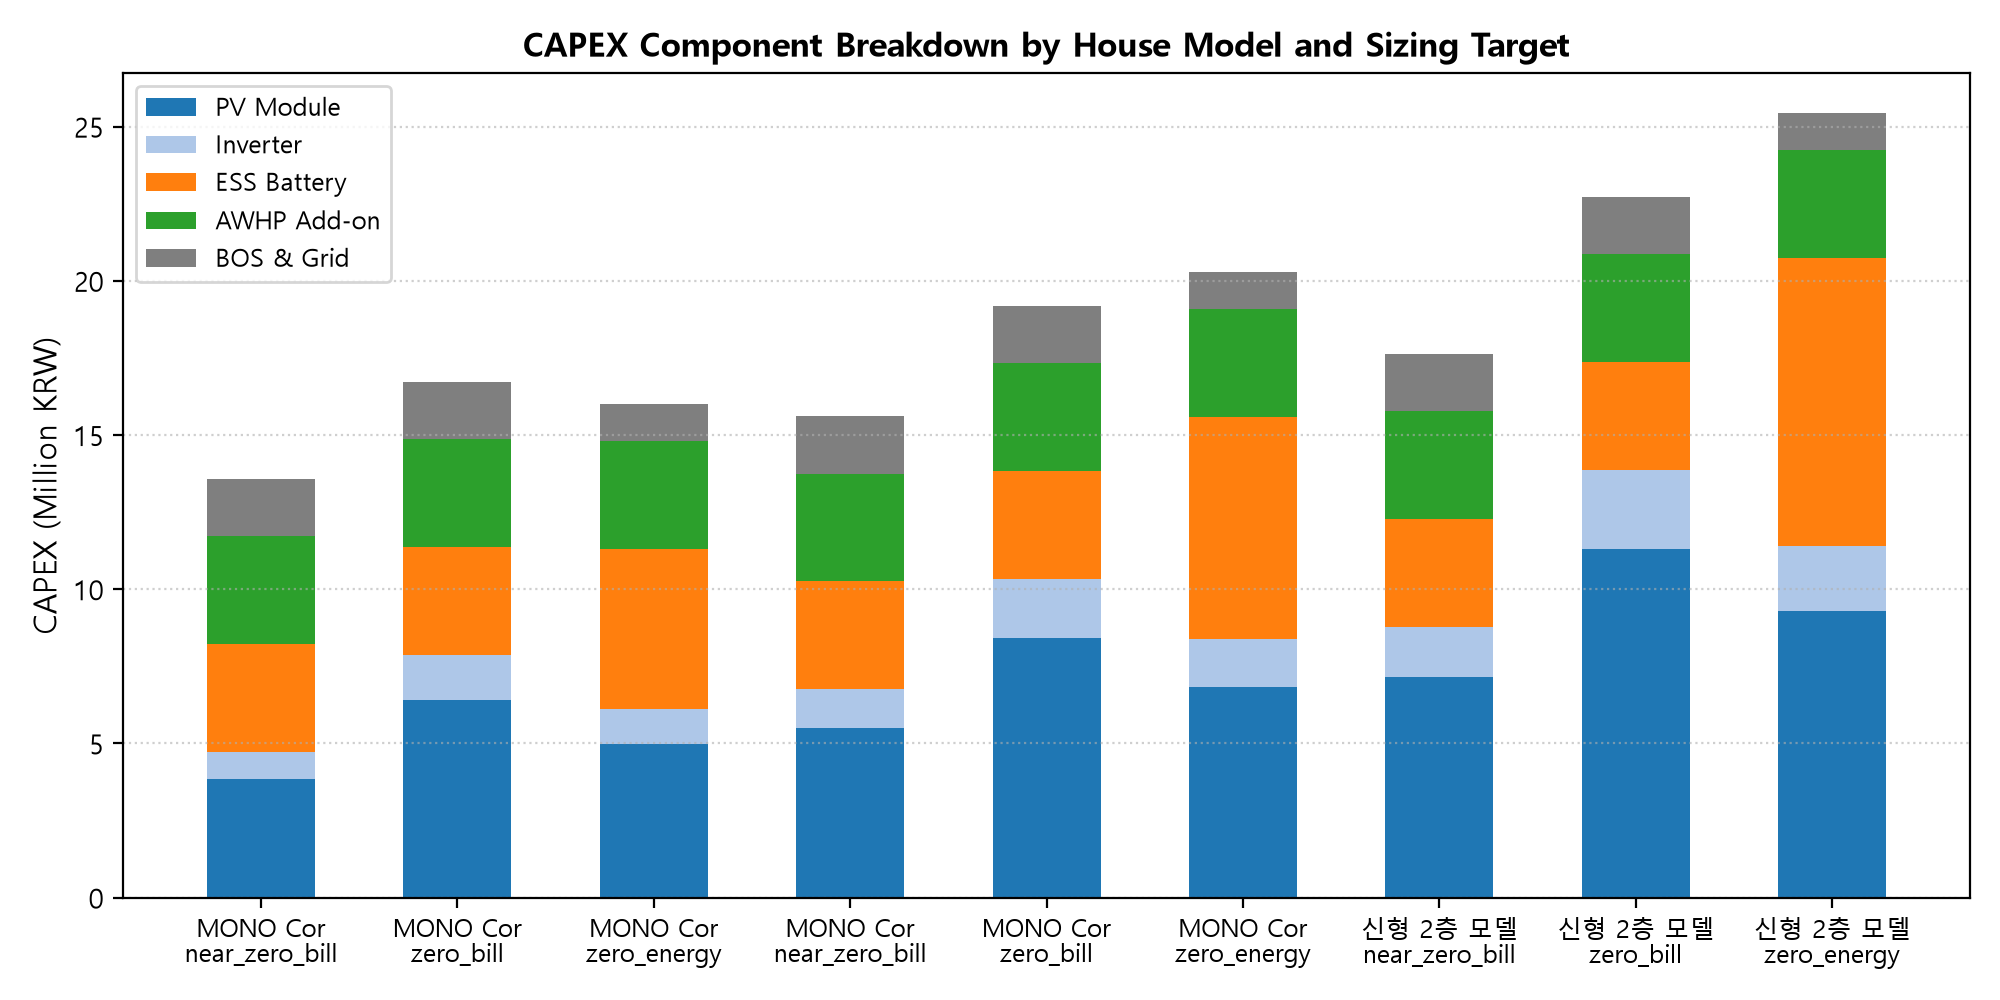 CAPEX Component Breakdown by House Model and Sizing Target
PV Module
Inverter
ESS Battery
AWHP Add-on
BOS & Grid
CAPEX (Million KRW)
25
20
15
10
5
0
MONO Cor
near_zero_bill
MONO Cor
zero_bill
MONO Cor
zero_energy
MONO Cor
near_zero_bill
MONO Cor
zero_bill
MONO Cor
zero_energy
신형 2층 모델
near_zero_bill
신형 2층 모델
zero_bill
신형 2층 모델
zero_energy